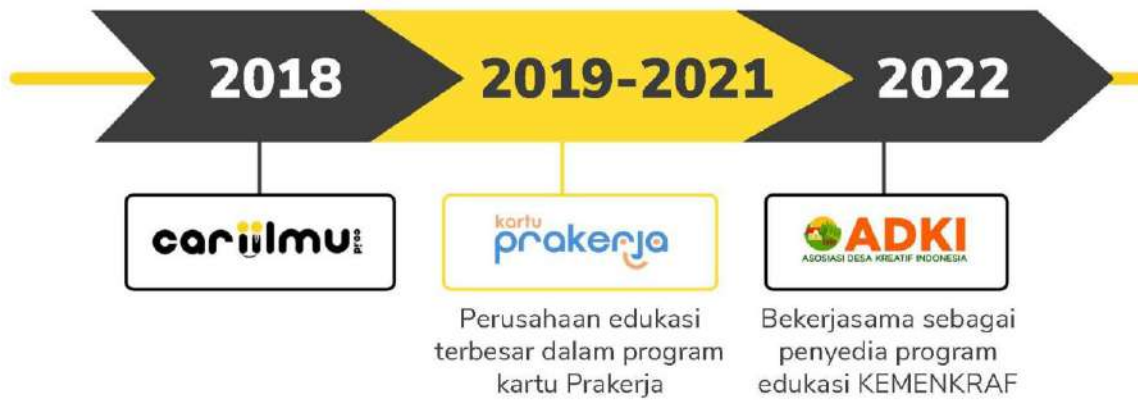 2018
2019-2021
2022
cariilmu
kartu
prakerja
ADKI
ASOSIASI DESA KREATIF INDONESIA
Perusahaan edukasi
terbesar dalam program
kartu Prakerja
Bekerjasama sebagai
penyedia program
edukasi KEMENKRAF